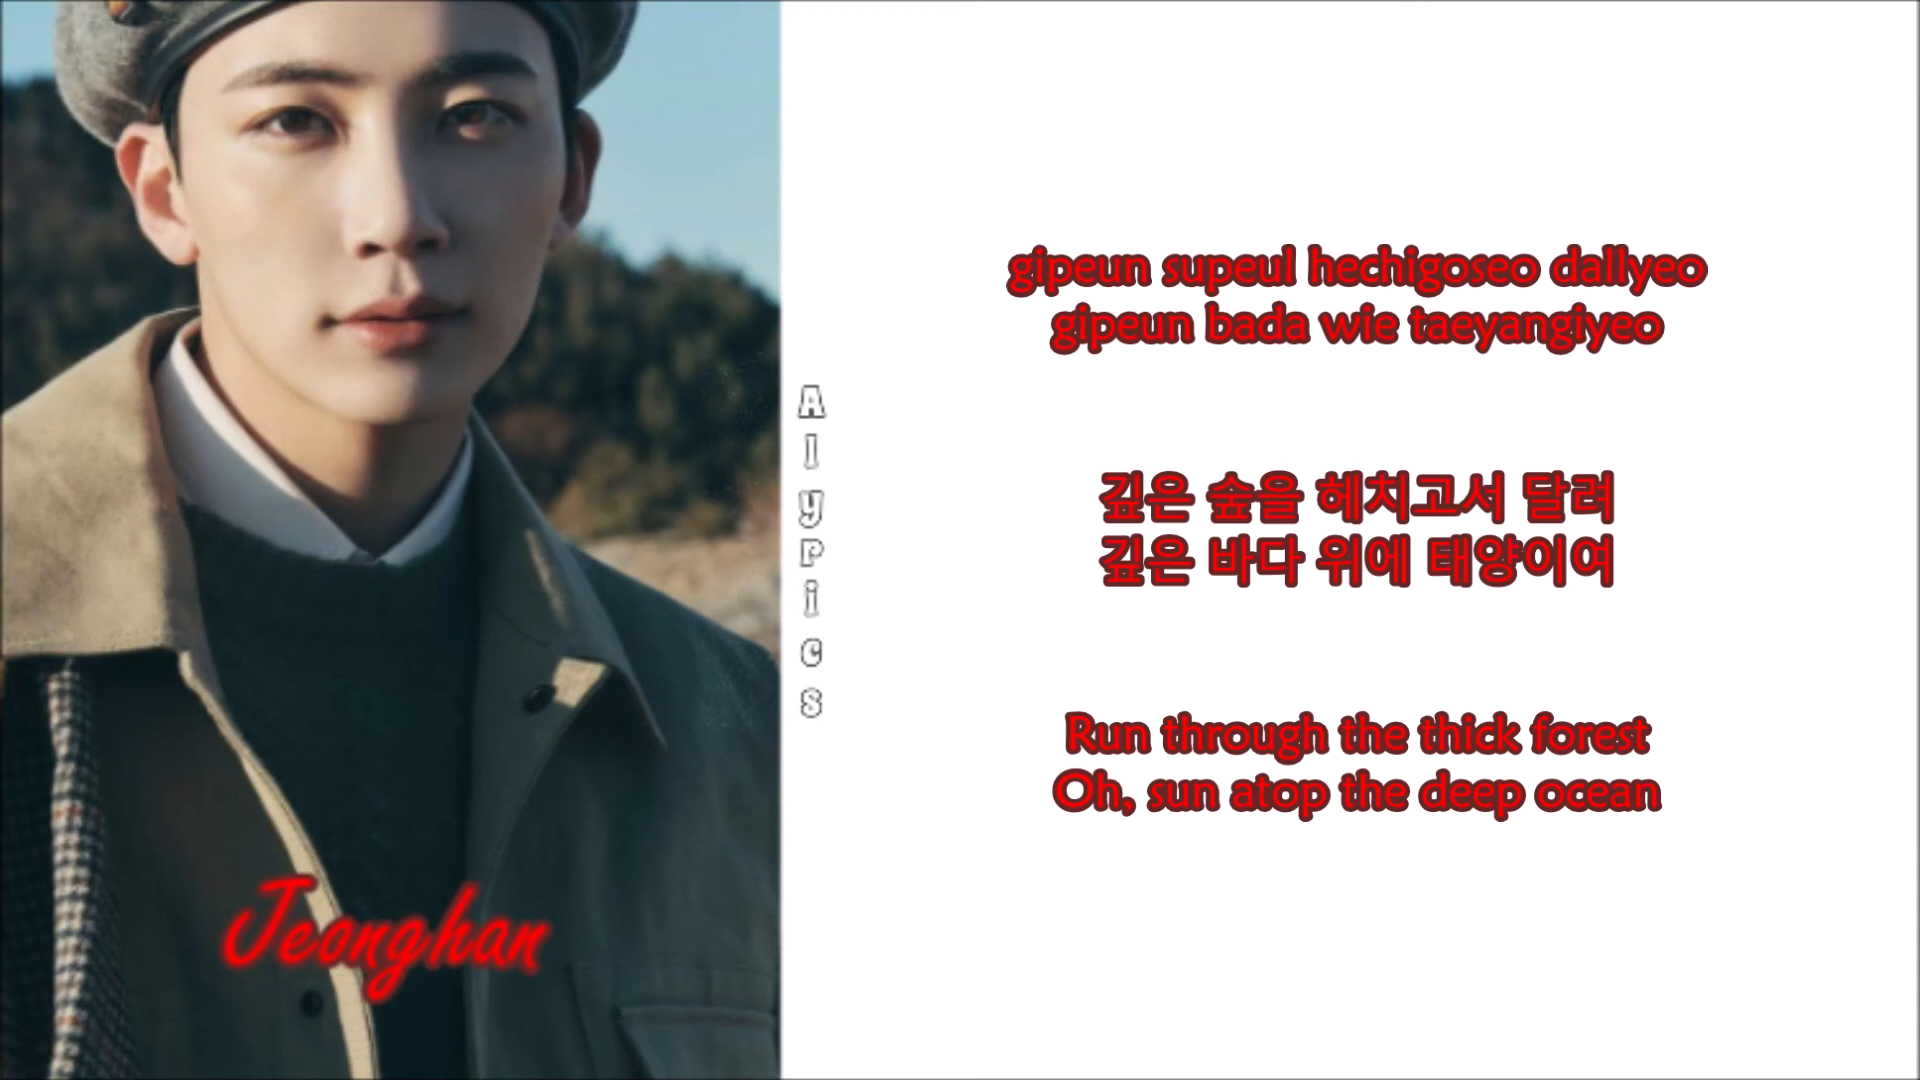 gipeun supeul hechigoseo dallyeo
gipeun bada wie taeyangiyeo
깊은 숲을 헤치고서 달려
깊은 바다 위에 태양이여
Run through the thick forest
Oh, sun atop the deep ocean
AlyPics
Jeonghan